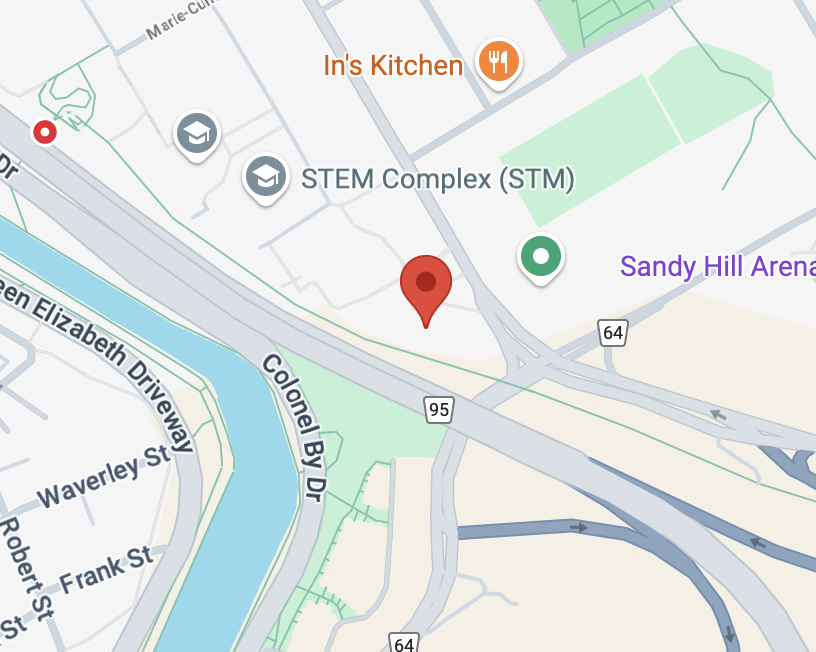 Marie-Cur
In's Kitchen
STEM Complex (STM)
Dr
Sandy Hill Arena
een Elizabeth Driveway
64
Colonel By Dr
95
Waverley St
Robert St
Frank St
St
64